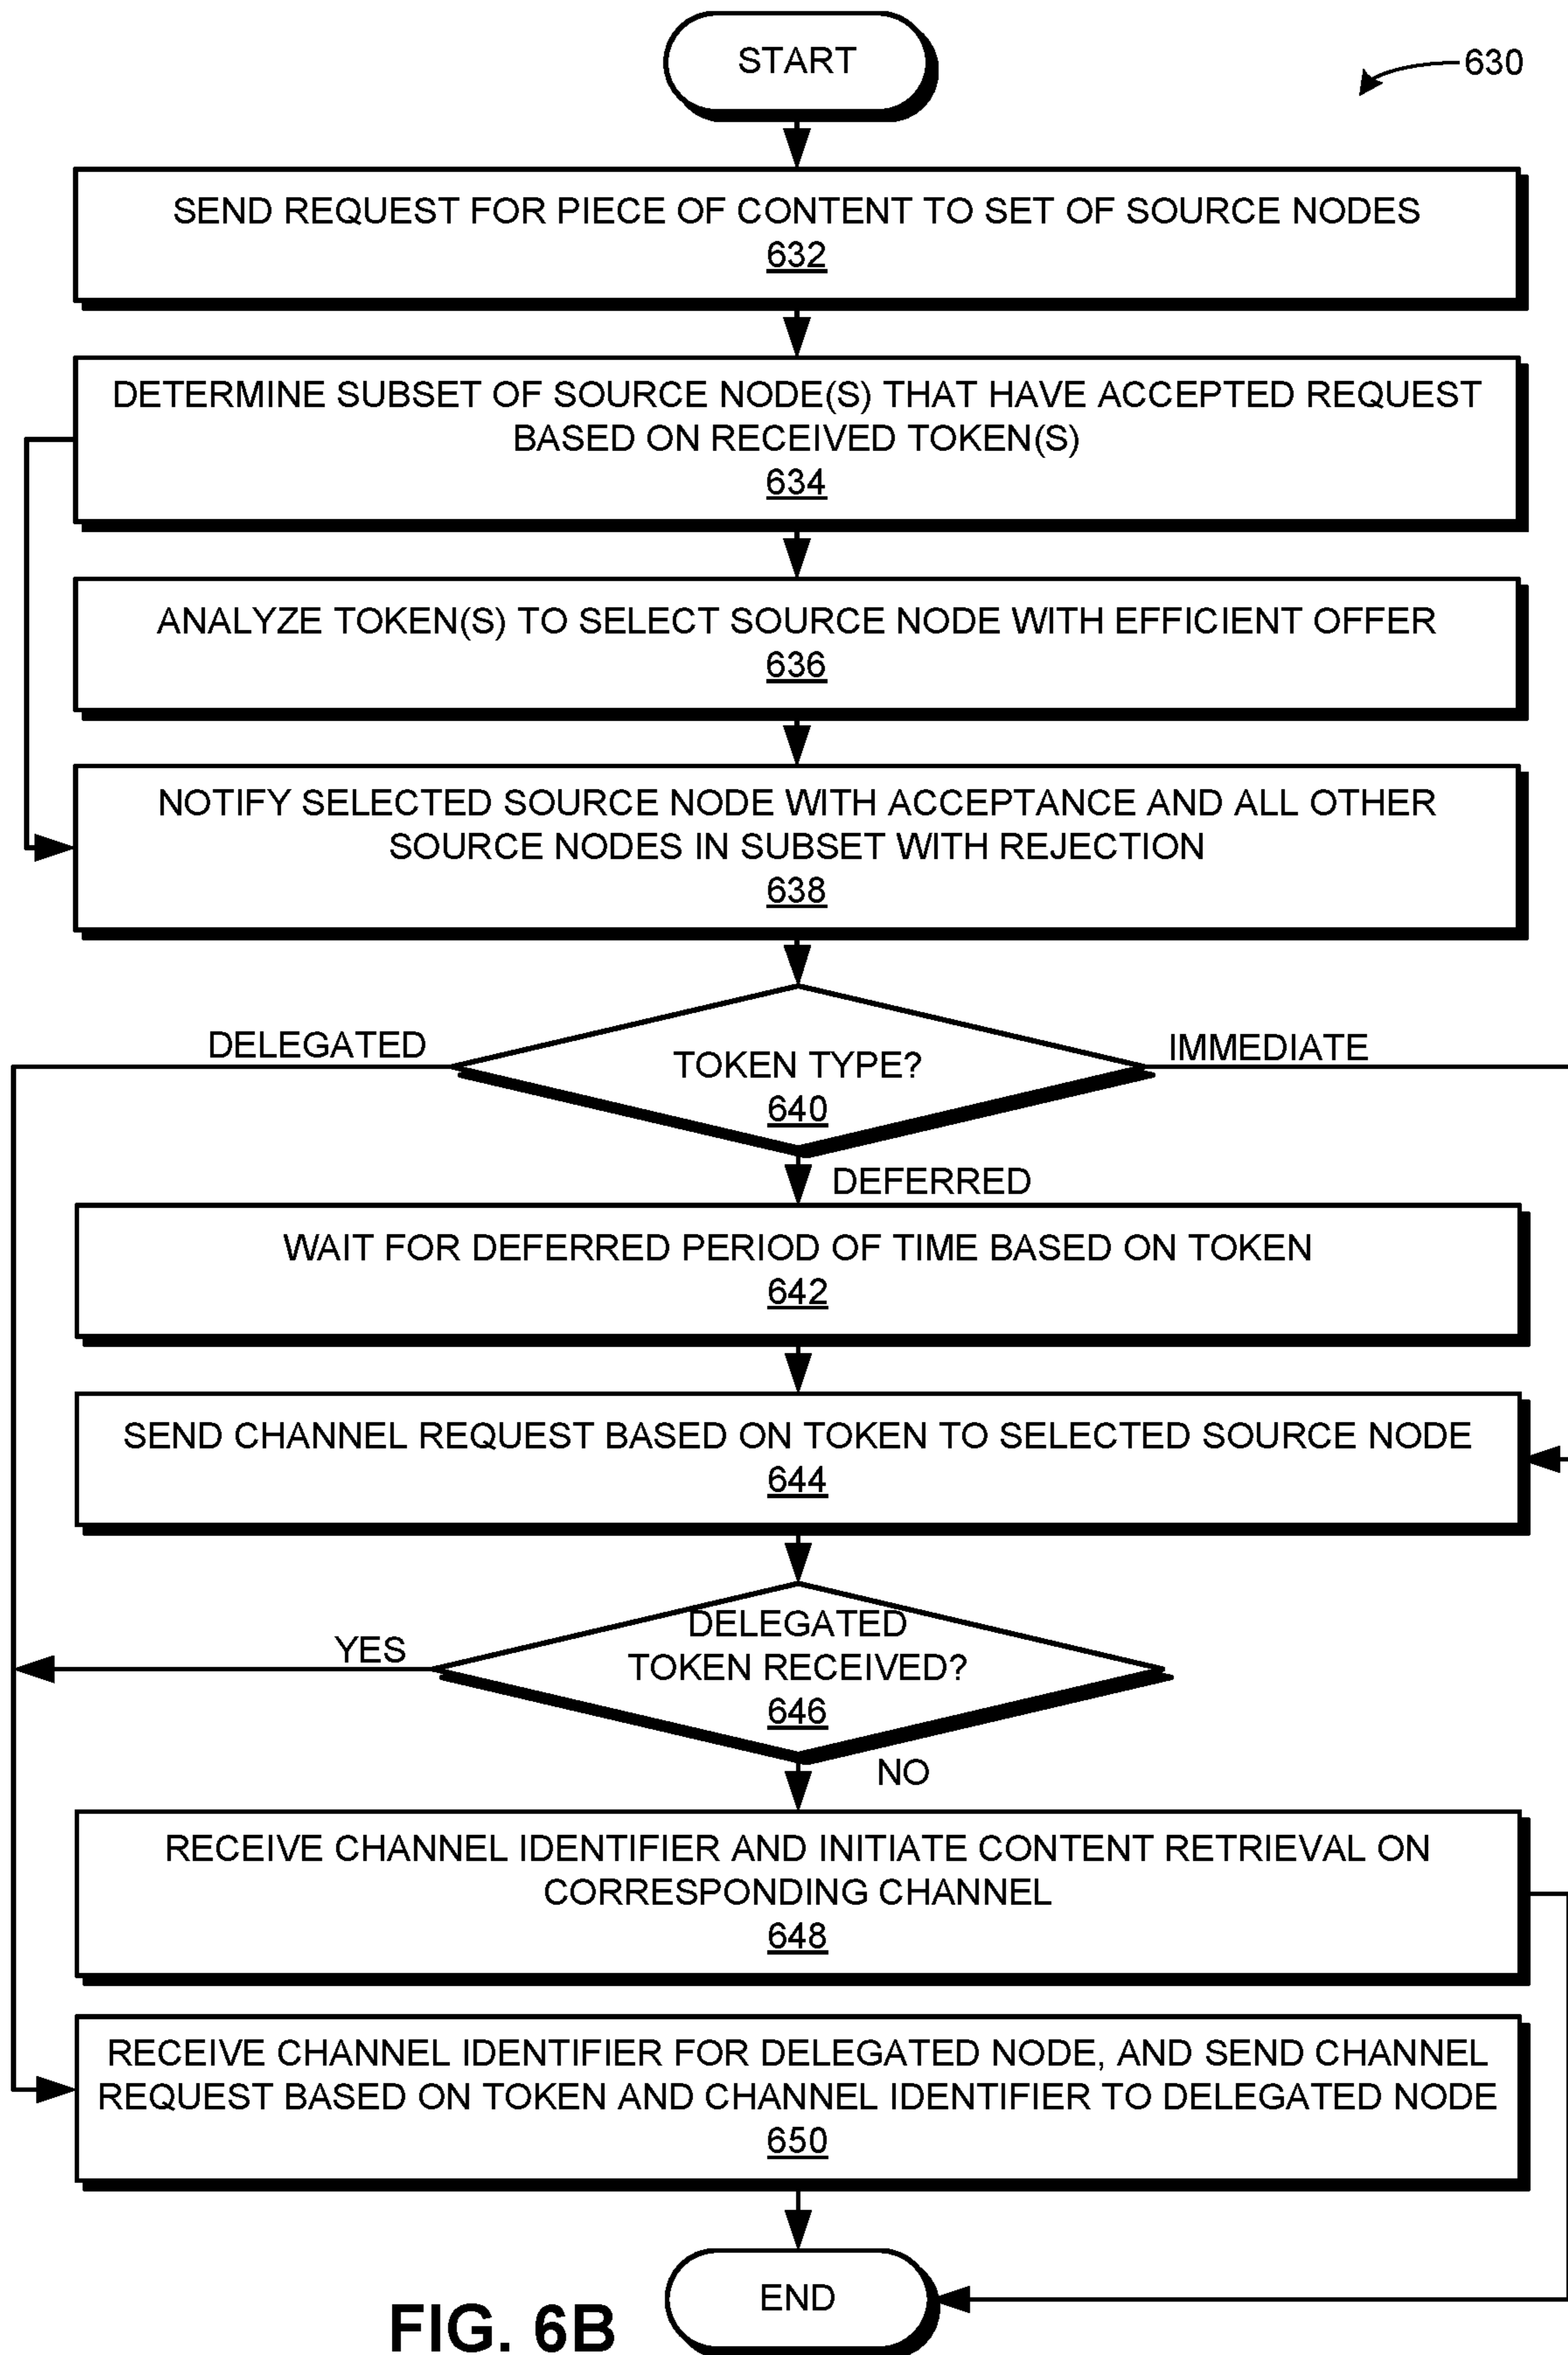 START
630
SEND REQUEST FOR PIECE OF CONTENT TO SET OF SOURCE NODES
632
DETERMINE SUBSET OF SOURCE NODE(S) THAT HAVE ACCEPTED REQUEST
BASED ON RECEIVED TOKEN(S)
634
ANALYZE TOKEN(S) TO SELECT SOURCE NODE WITH EFFICIENT OFFER
636
NOTIFY SELECTED SOURCE NODE WITH ACCEPTANCE AND ALL OTHER
SOURCE NODES IN SUBSET WITH REJECTION
638
DELEGATED
IMMEDIATE
TOKEN TYPE?
640
DEFERRED
WAIT FOR DEFERRED PERIOD OF TIME BASED ON TOKEN
642
SEND CHANNEL REQUEST BASED ON TOKEN TO SELECTED SOURCE NODE
644
DELEGATED
YES
TOKEN RECEIVED?
646
NO
RECEIVE CHANNEL IDENTIFIER AND INITIATE CONTENT RETRIEVAL ON
CORRESPONDING CHANNEL
648
RECEIVE CHANNEL IDENTIFIER FOR DELEGATED NODE, AND SEND CHANNEL
REQUEST BASED ON TOKEN AND CHANNEL IDENTIFIER TO DELEGATED NODE
650
END
FIG. 6B